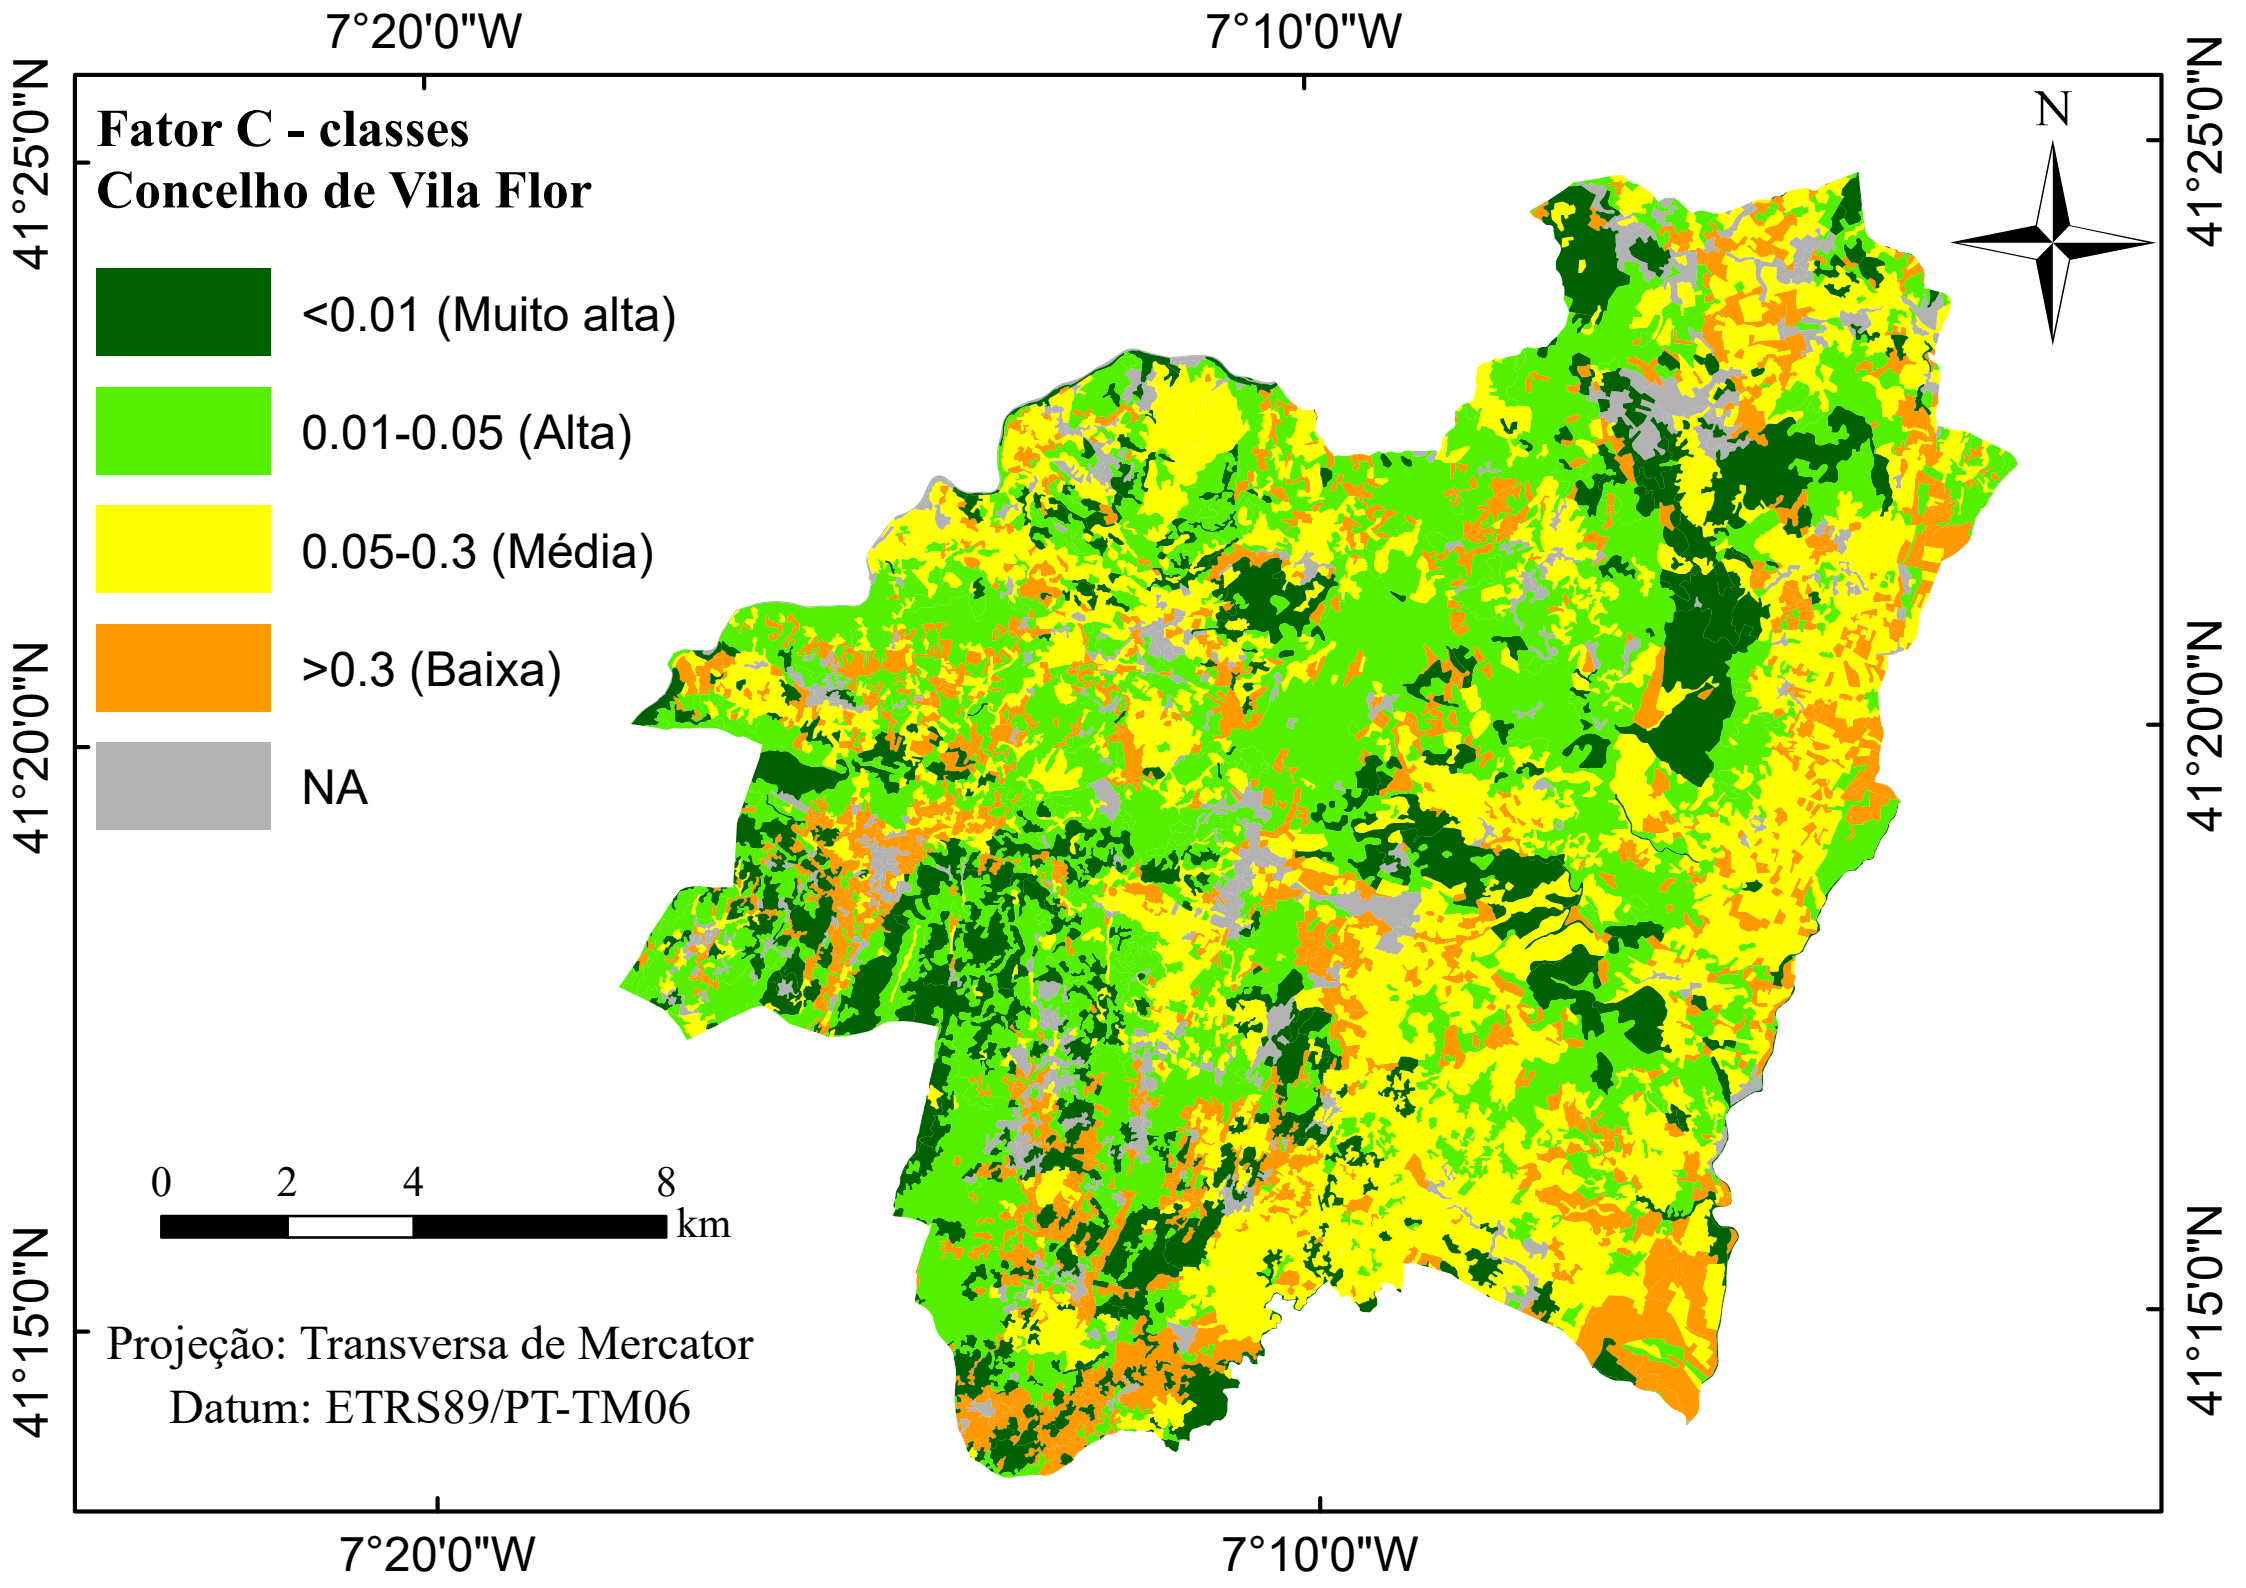 7°20'0"W
7°10'0"W
41°25'0"N
41°25'0"N
N
Fator C - classes
Concelho de Vila Flor
<0.01 (Muito alta)
0.01-0.05 (Alta)
0.05-0.3 (Média)
>0.3 (Baixa)
NA
41°20'0"N
41°20'0"N
0 2 4 8
km
41°15'0"N
41°15'0"N
Projeção: Transversa de Mercator
Datum: ETRS89/PT-TM06
7°20'0"W
7°10'0"W